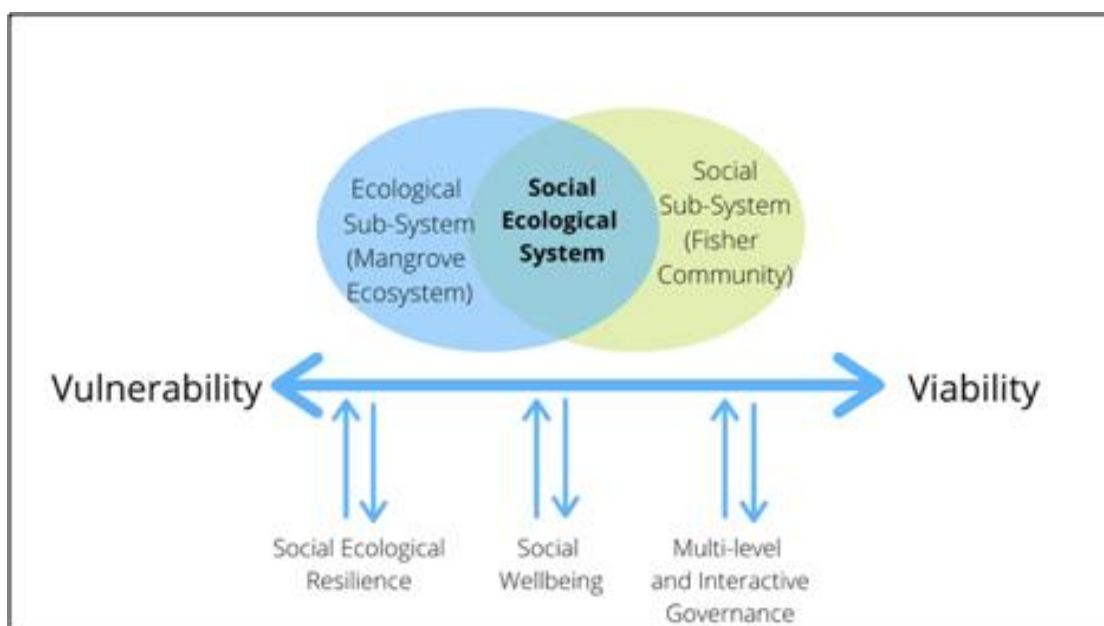 Ecological
Sub-System
(Mangrove
Ecosystem)
Social
Ecological
System
Social
Sub-System
(Fisher
Community)
Vulnerability
Viability
Social Ecological
Resilience
Social
Wellbeing
Multi-level
and Interactive
Governance